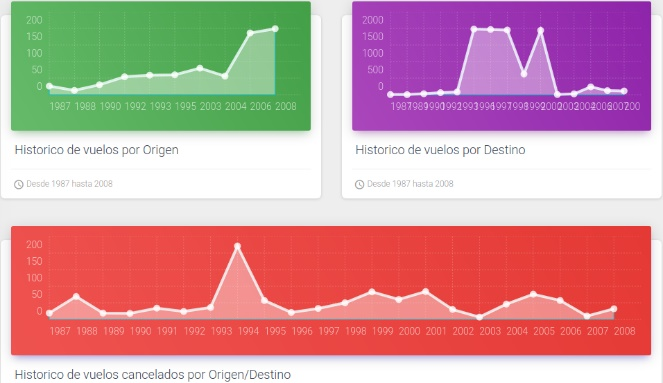 200
150
100
50
0
1987 1988 1990 1992 1993 1995 2003 2004 2006 2008
Historico de vuelos por Origen
Desde 1987 hasta 2008
2000
1500
1000
500
0
Historico de vuelos por Destino
Desde 1987 hasta 2008
200
150
100
50
0
1987 1988 1989 1990 1991 1992 1993 1994 1995 1996 1997 1998 1999 2000 2001 2002 2003 2004 2005 2006 2007 2008
Historico de vuelos cancelados por Origen/Destino